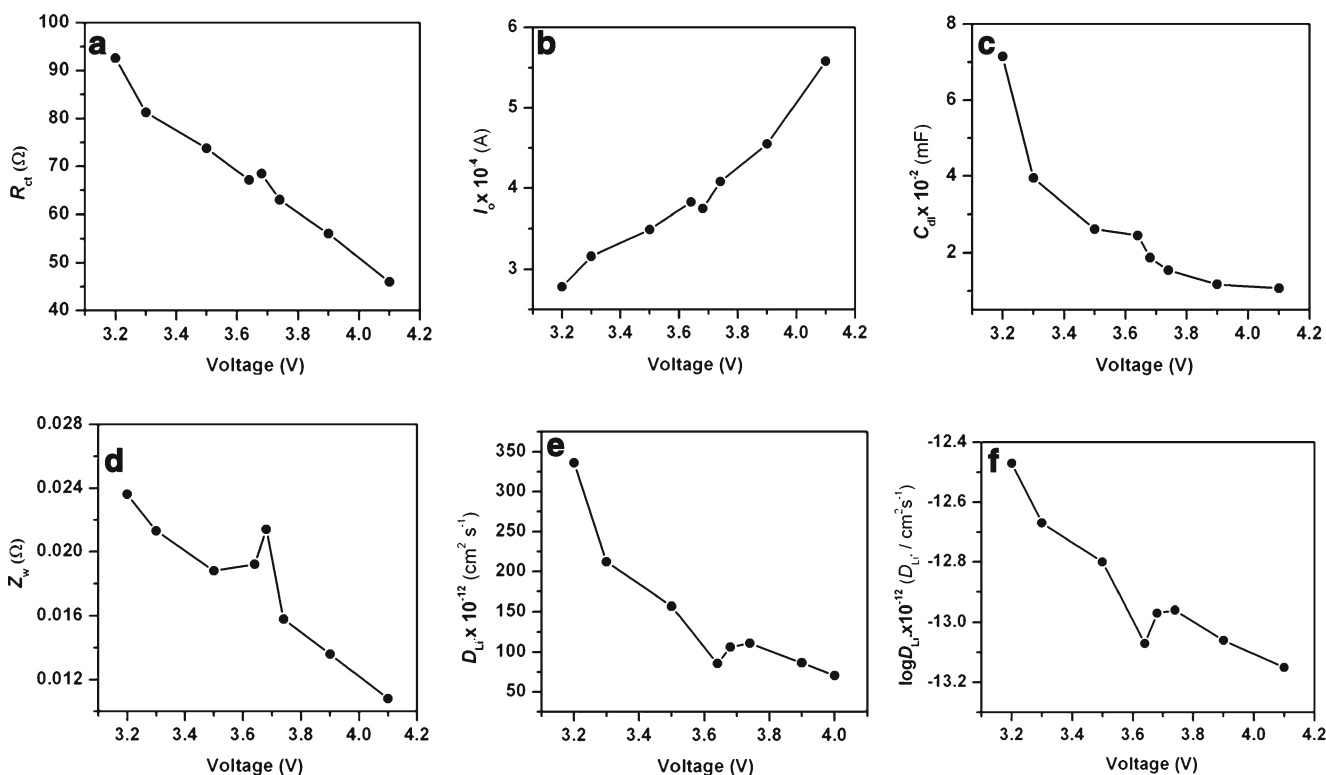 a
100
90
80
70
60
50
40
R_ct (Ω)
3.2 3.4 3.6 3.8 4.0 4.2
Voltage (V)
b
6
5
4
3
I_o x 10^-4 (A)
3.2 3.4 3.6 3.8 4.0 4.2
Voltage (V)
c
8
6
4
2
C_dl x 10^-2 (mF)
3.2 3.4 3.6 3.8 4.0 4.2
Voltage (V)
d
0.028
0.024
0.020
0.016
0.012
Z_w (Ω)
3.2 3.4 3.6 3.8 4.0 4.2
Voltage (V)
e
350
300
250
200
150
100
50
D_Li+ x 10^-12 (cm² s^-1)
3.2 3.4 3.6 3.8 4.0
Voltage (V)
f
-12.4
-12.6
-12.8
-13.0
-13.2
logD_Li+ x10^-12 (D_Li+ / cm²s^-1)
3.2 3.4 3.6 3.8 4.0 4.2
Voltage (V)